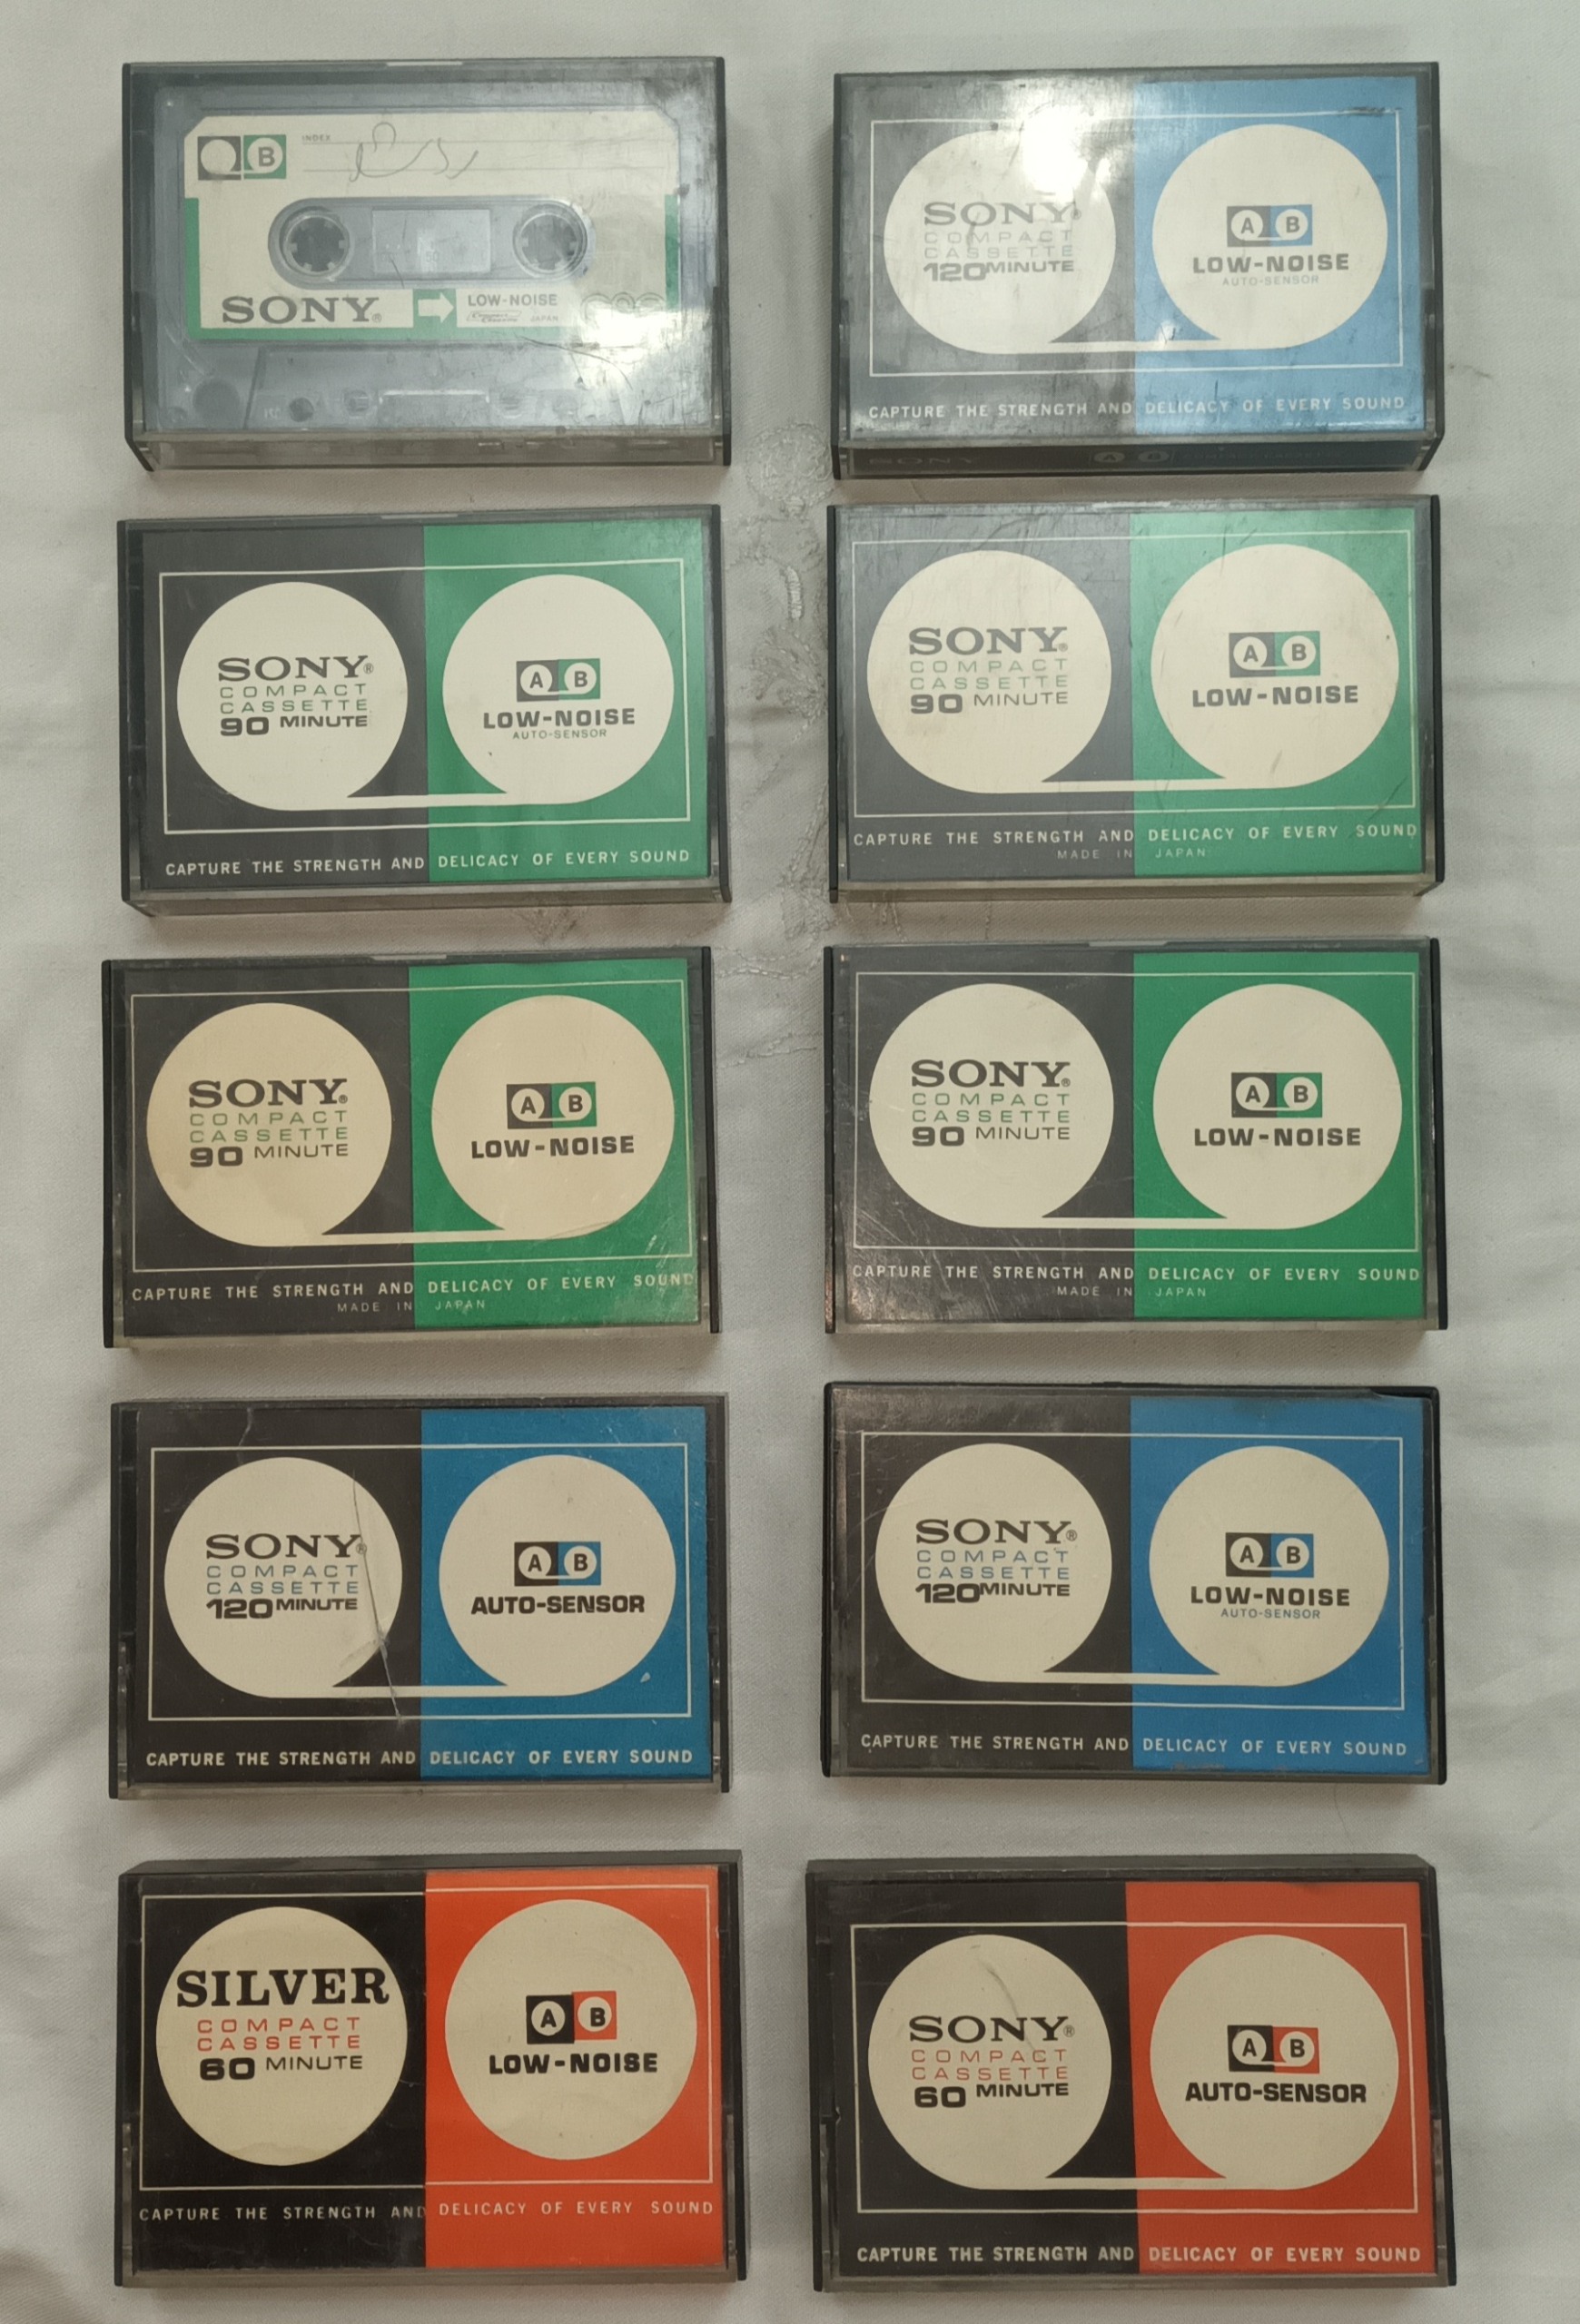 B
INDEX
50
SONY®
LOW-NOISE
JAPAN
SONY®
COMPACT
CASSETTE
120 MINUTE
A B
LOW-NOISE
AUTO-SENSOR
CAPTURE THE STRENGTH AND DELICACY OF EVERY SOUND
SONY
A B
SONY®
COMPACT
CASSETTE
90 MINUTE
A B
LOW-NOISE
AUTO-SENSOR
CAPTURE THE STRENGTH AND DELICACY OF EVERY SOUND
SONY®
COMPACT
CASSETTE
90 MINUTE
A B
LOW-NOISE
CAPTURE THE STRENGTH AND DELICACY OF EVERY SOUND
MADE IN JAPAN
SONY®
COMPACT
CASSETTE
90 MINUTE
A B
LOW-NOISE
CAPTURE THE STRENGTH AND DELICACY OF EVERY SOUND
MADE IN JAPAN
SONY®
COMPACT
CASSETTE
90 MINUTE
A B
LOW-NOISE
CAPTURE THE STRENGTH AND DELICACY OF EVERY SOUND
MADE IN JAPAN
SONY®
COMPACT
CASSETTE
120 MINUTE
A B
AUTO-SENSOR
CAPTURE THE STRENGTH AND DELICACY OF EVERY SOUND
SONY®
COMPACT
CASSETTE
120 MINUTE
A B
LOW-NOISE
AUTO-SENSOR
CAPTURE THE STRENGTH AND DELICACY OF EVERY SOUND
SILVER
COMPACT
CASSETTE
60 MINUTE
A B
LOW-NOISE
CAPTURE THE STRENGTH AND DELICACY OF EVERY SOUND
SONY®
COMPACT
CASSETTE
60 MINUTE
A B
AUTO-SENSOR
CAPTURE THE STRENGTH AND DELICACY OF EVERY SOUND